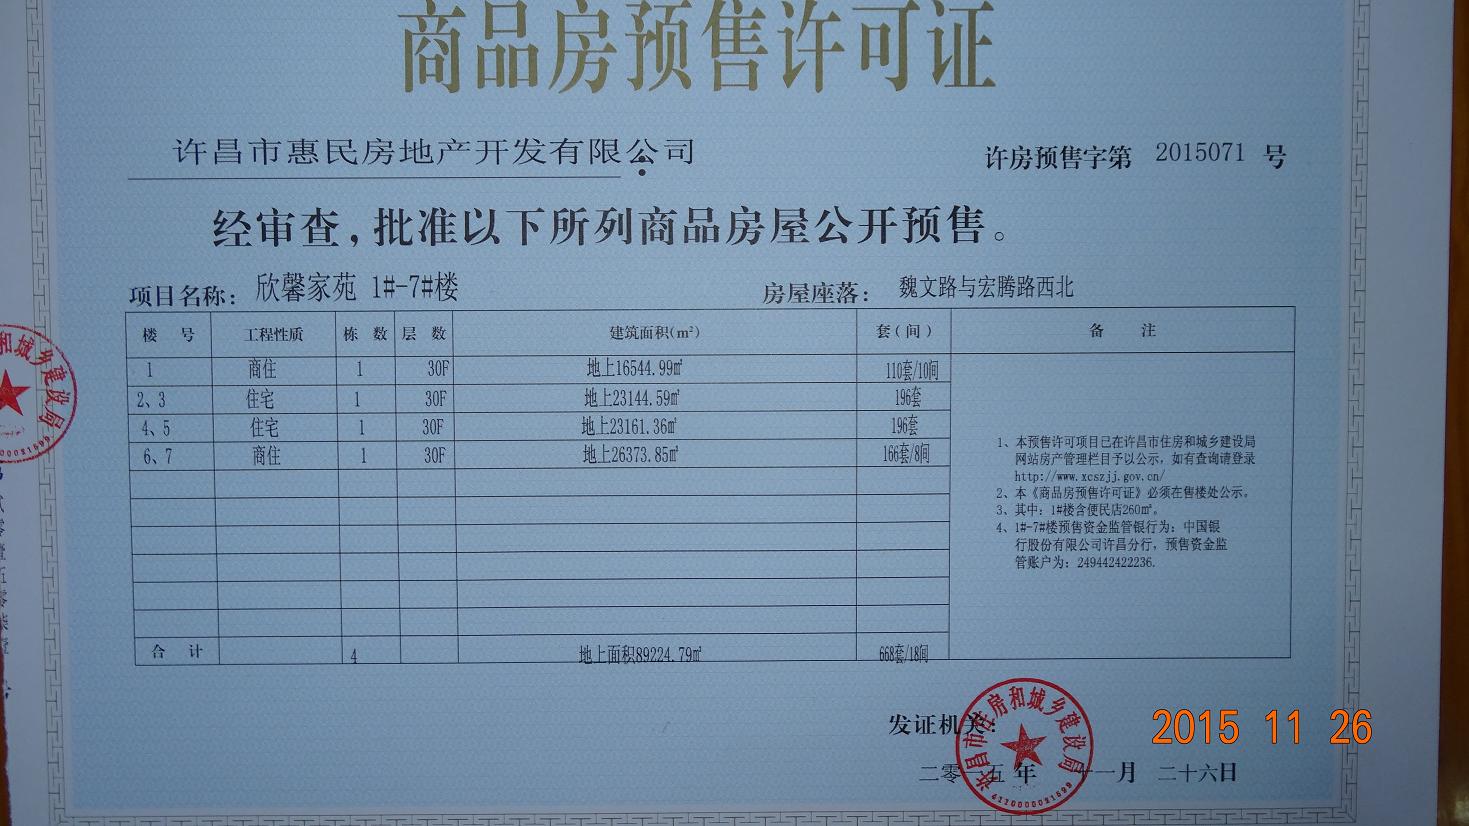 商品房预售许可证
许昌市惠民房地产开发有限公司
许房预售字第 2015071 号
经审查,批准以下所列商品房屋公开预售。
项目名称: 欣馨家苑 1#-7#楼 房屋座落: 魏文路与宏腾路西北
楼 号 工程性质 栋 数 层 数 建筑面积(m²) 套(间) 备 注
1 商住 1 30F 地上16544.99㎡ 110套/10间
2、3 住宅 1 30F 地上23144.59㎡ 196套
4、5 住宅 1 30F 地上23161.36㎡ 196套
6、7 商住 1 30F 地上26373.85㎡ 166套/8间
1、本预售许可项目已在许昌市住房和城乡建设局
网站房产管理栏目予以公示，如有查询请登录
http://www.xcszjj.gov.cn/
2、本《商品房预售许可证》必须在售楼处公示。
3、其中：1#楼含便民店260㎡。
4、1#-7#楼预售资金监管银行为：中国银
行股份有限公司许昌分行，预售资金监
管账户为：249442422236.
合 计 4 地上面积89224.79㎡ 668套/18间
发证机关:
许昌市住房和城乡建设局
二零一五 年 十一月 二十六日
2015 11 26
和城乡建设局